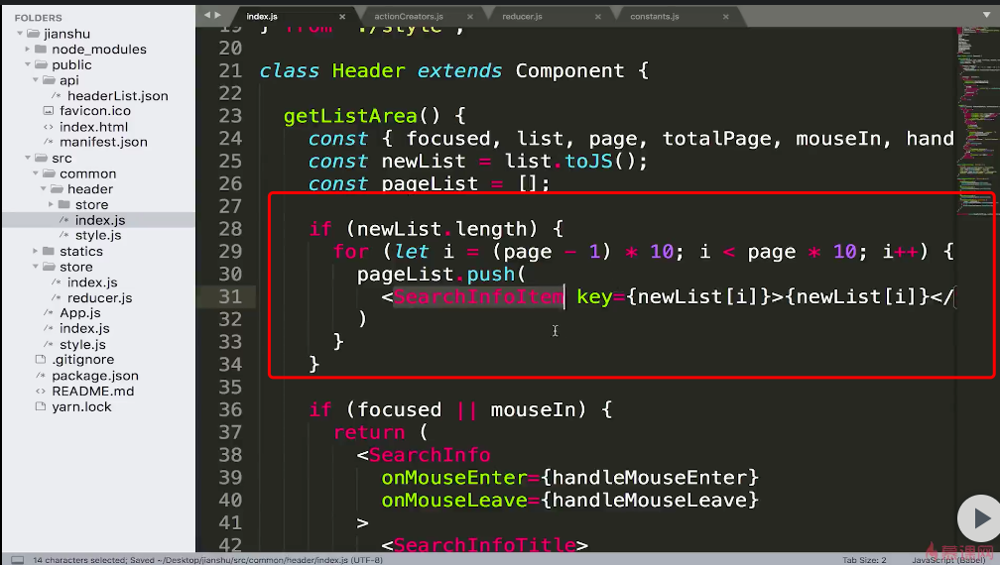 FOLDERS
jianshu
node_modules
public
api
headerList.json
favicon.ico
index.html
manifest.json
src
common
header
store
index.js
style.js
statics
store
index.js
reducer.js
App.js
index.js
style.js
.gitignore
package.json
README.md
yarn.lock
index.js
actionCreators.js
reducer.js
constants.js
19 } from './style';
20
21 class Header extends Component {
22
23 getListArea() {
24 const { focused, list, page, totalPage, mouseIn, hand
25 const newList = list.toJS();
26 const pageList = [];
27
28 if (newList.length) {
29 for (let i = (page - 1) * 10; i < page * 10; i++) {
30 pageList.push(
31 <SearchInfoItem key={newList[i]}>{newList[i]}</
32 )
33 }
34 }
35
36 if (focused || mouseIn) {
37 return (
38 <SearchInfo
39 onMouseEnter={handleMouseEnter}
40 onMouseLeave={handleMouseLeave}
41 >
42 <SearchInfoTitle>
慕课网
14 characters selected; Saved ~/Desktop/jianshu/src/common/header/index.js (UTF-8)
Tab Size: 2
JavaScript (Babel)